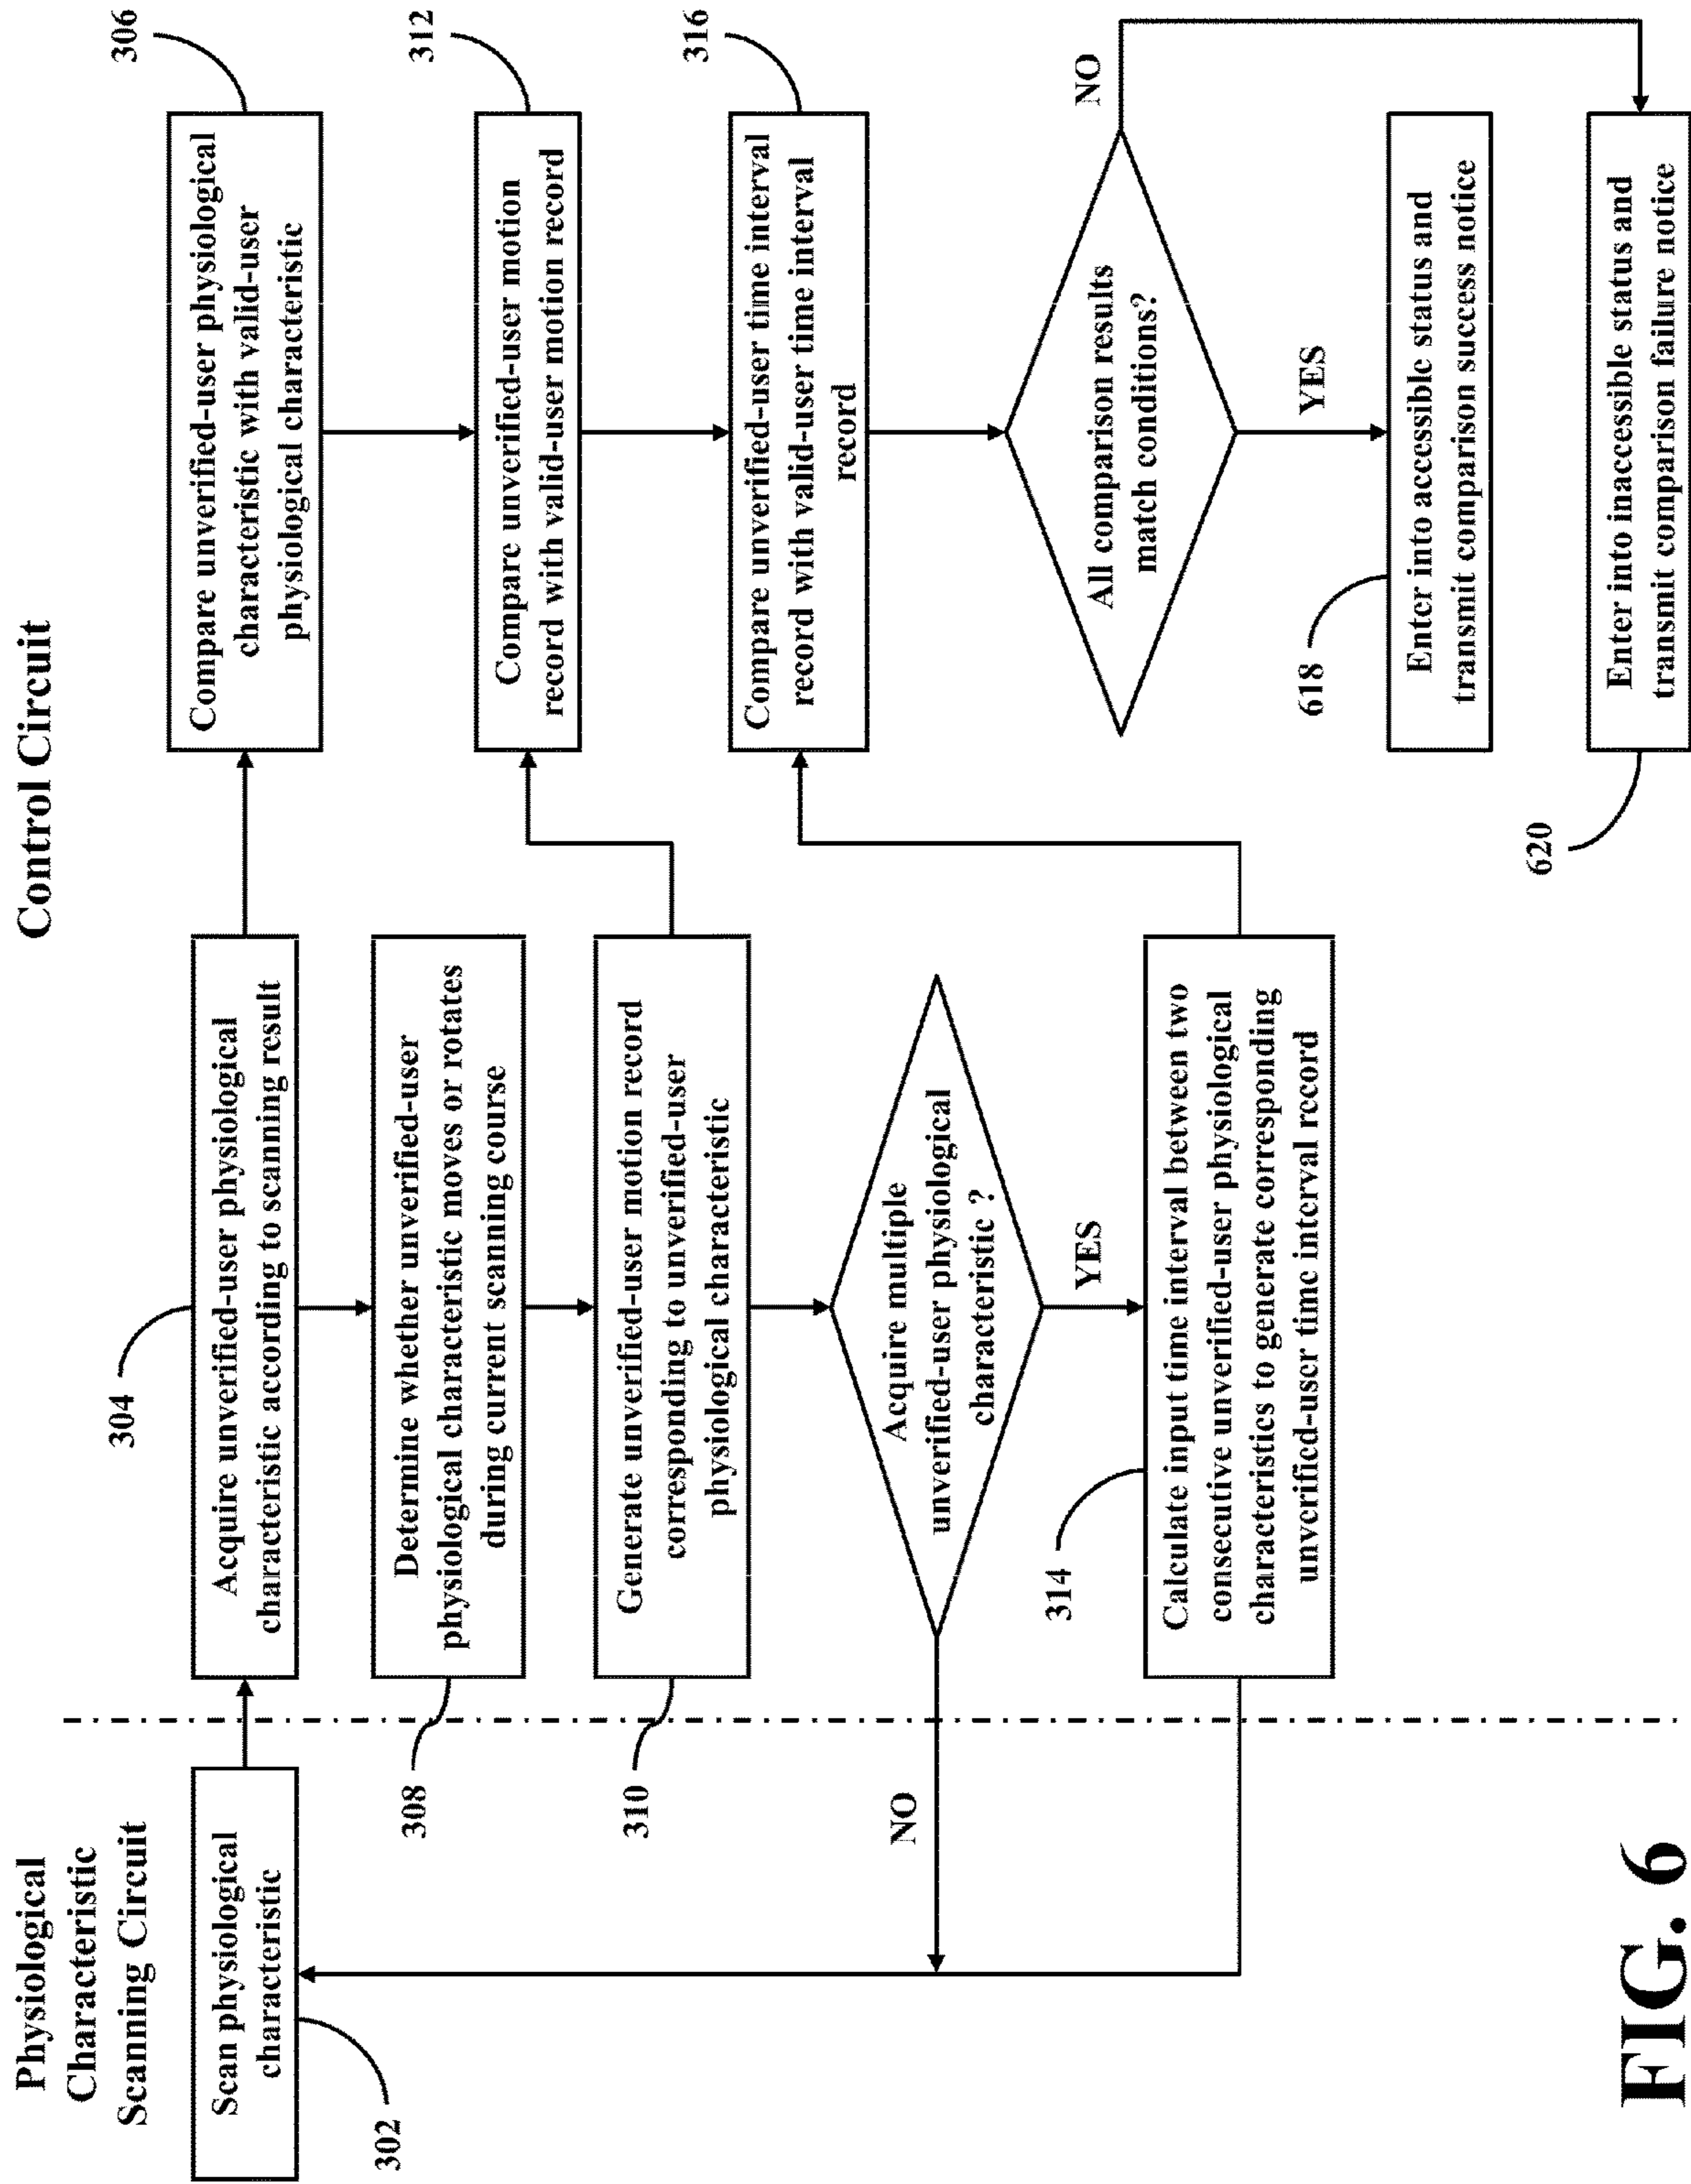 Physiological
Characteristic
Scanning Circuit
Control Circuit
Scan physiological
characteristic
302
Acquire unverified-user physiological
characteristic according to scanning result
304
Compare unverified-user physiological
characteristic with valid-user
physiological characteristic
306
Determine whether unverified-user
physiological characteristic moves or rotates
during current scanning course
308
Generate unverified-user motion record
corresponding to unverified-user
physiological characteristic
310
Compare unverified-user motion
record with valid-user motion record
312
Acquire multiple
unverified-user physiological
characteristic ?
NO
YES
314
Calculate input time interval between two
consecutive unverified-user physiological
characteristics to generate corresponding
unverified-user time interval record
Compare unverified-user time interval
record with valid-user time interval
record
316
All comparison results
match conditions?
NO
YES
618
Enter into accessible status and
transmit comparison success notice
620
Enter into inaccessible status and
transmit comparison failure notice
FIG. 6